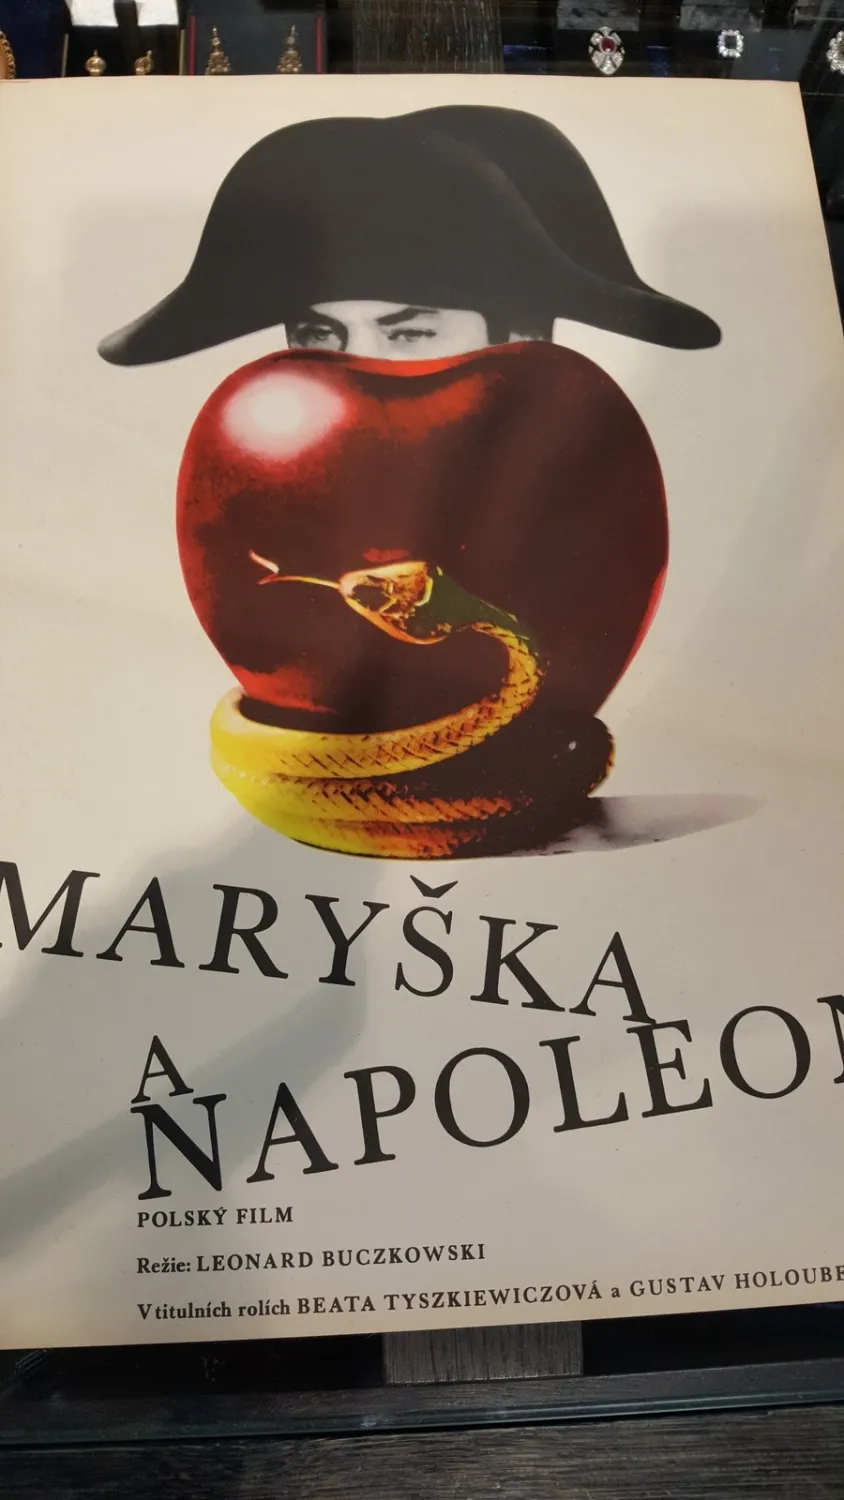 MARYŠKA
A
NAPOLEON
POLSKÝ FILM
Režie: LEONARD BUCZKOWSKI
V titulních rolích BEATA TYSZKIEWICZOVÁ a GUSTAV HOLOUBE